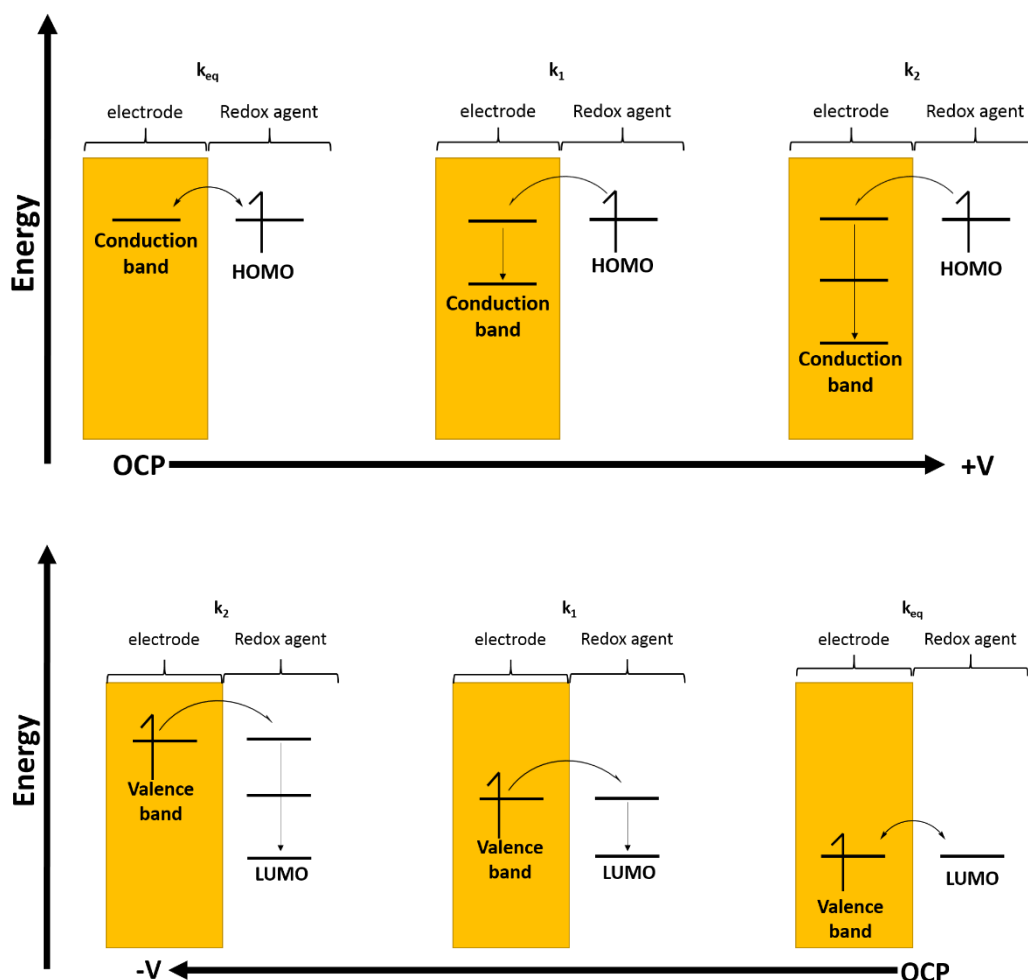 k_eq k_1 k_2
electrode Redox agent electrode Redox agent electrode Redox agent
Energy
Conduction
band
HOMO
Conduction
band
HOMO
Conduction
band
HOMO
OCP +V
k_2 k_1 k_eq
electrode Redox agent electrode Redox agent electrode Redox agent
Energy
Valence
band
LUMO
Valence
band
LUMO
Valence
band
LUMO
-V OCP